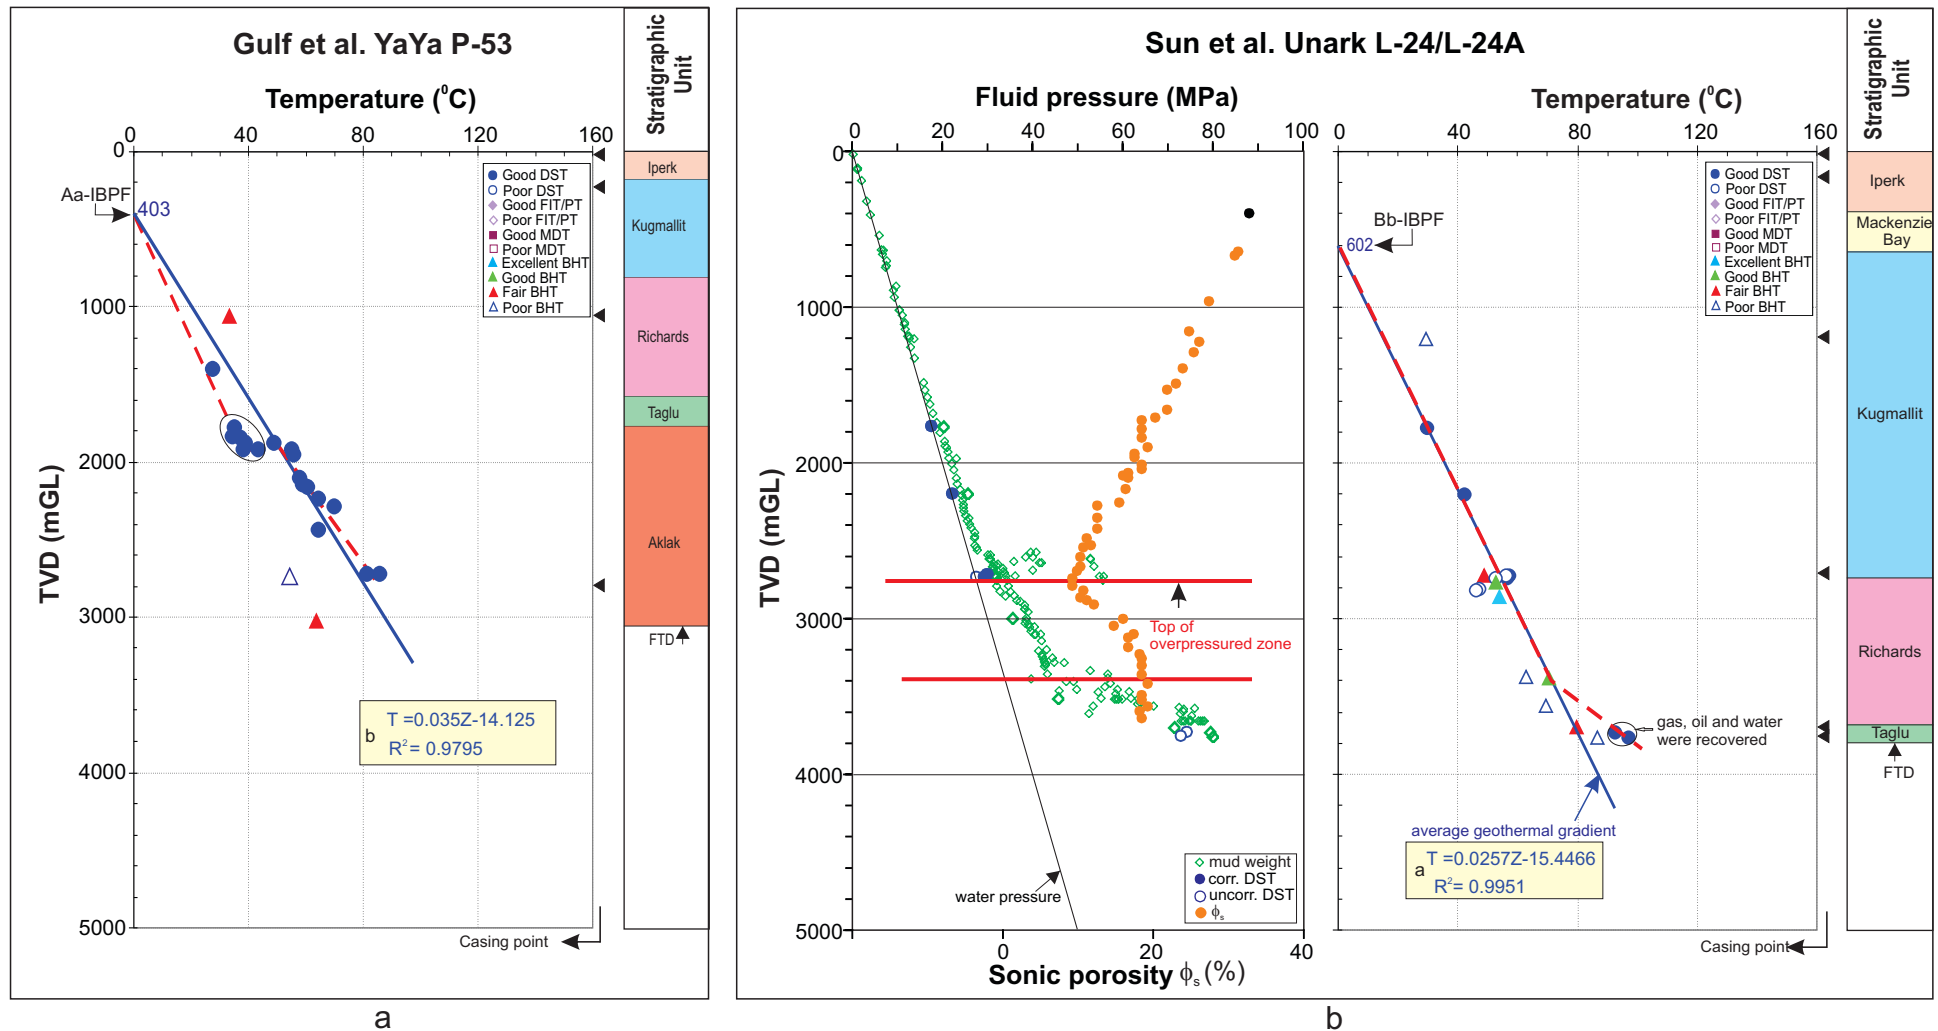 Gulf et al. YaYa P-53
Temperature (⁰C)
0 40 80 120 160
0
1000
2000
3000
4000
5000
TVD (mGL)
Aa-IBPF
403
Good DST
Poor DST
Good FIT/PT
Poor FIT/PT
Good MDT
Poor MDT
Excellent BHT
Good BHT
Fair BHT
Poor BHT
b
T =0.035Z-14.125
R²= 0.9795
Casing point
Stratigraphic
Unit
Iperk
Kugmallit
Richards
Taglu
Aklak
FTD
a
Sun et al. Unark L-24/L-24A
Fluid pressure (MPa)
0 20 40 60 80 100
0
1000
2000
3000
4000
5000
TVD (mGL)
Top of
overpressured zone
water pressure
mud weight
corr. DST
uncorr. DST
ϕs
0 20 40
Sonic porosity ϕs (%)
Temperature (⁰C)
0 40 80 120 160
Bb-IBPF
602
Good DST
Poor DST
Good FIT/PT
Poor FIT/PT
Good MDT
Poor MDT
Excellent BHT
Good BHT
Fair BHT
Poor BHT
gas, oil and water
were recovered
average geothermal gradient
a
T =0.0257Z-15.4466
R²= 0.9951
Casing point
Stratigraphic
Unit
Iperk
Mackenzie
Bay
Kugmallit
Richards
Taglu
FTD
b